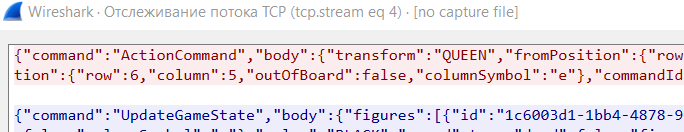 Wireshark · Отслеживание потока TCP (tcp.stream eq 4) · [no capture file]
{"command":"ActionCommand","body":{"transform":"QUEEN","fromPosition":{"row
tion":{"row":6,"column":5,"outOfBoard":false,"columnSymbol":"e"},"commandId
{"command":"UpdateGameState","body":{"figures":[{"id":"1c6003d1-1bb4-4878-9